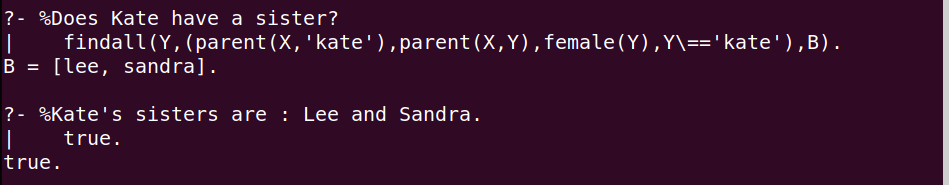 ?- %Does Kate have a sister?
|    findall(Y,(parent(X,'kate'),parent(X,Y),female(Y),Y\=='kate'),B).
B = [lee, sandra].
?- %Kate's sisters are : Lee and Sandra.
|    true.
true.